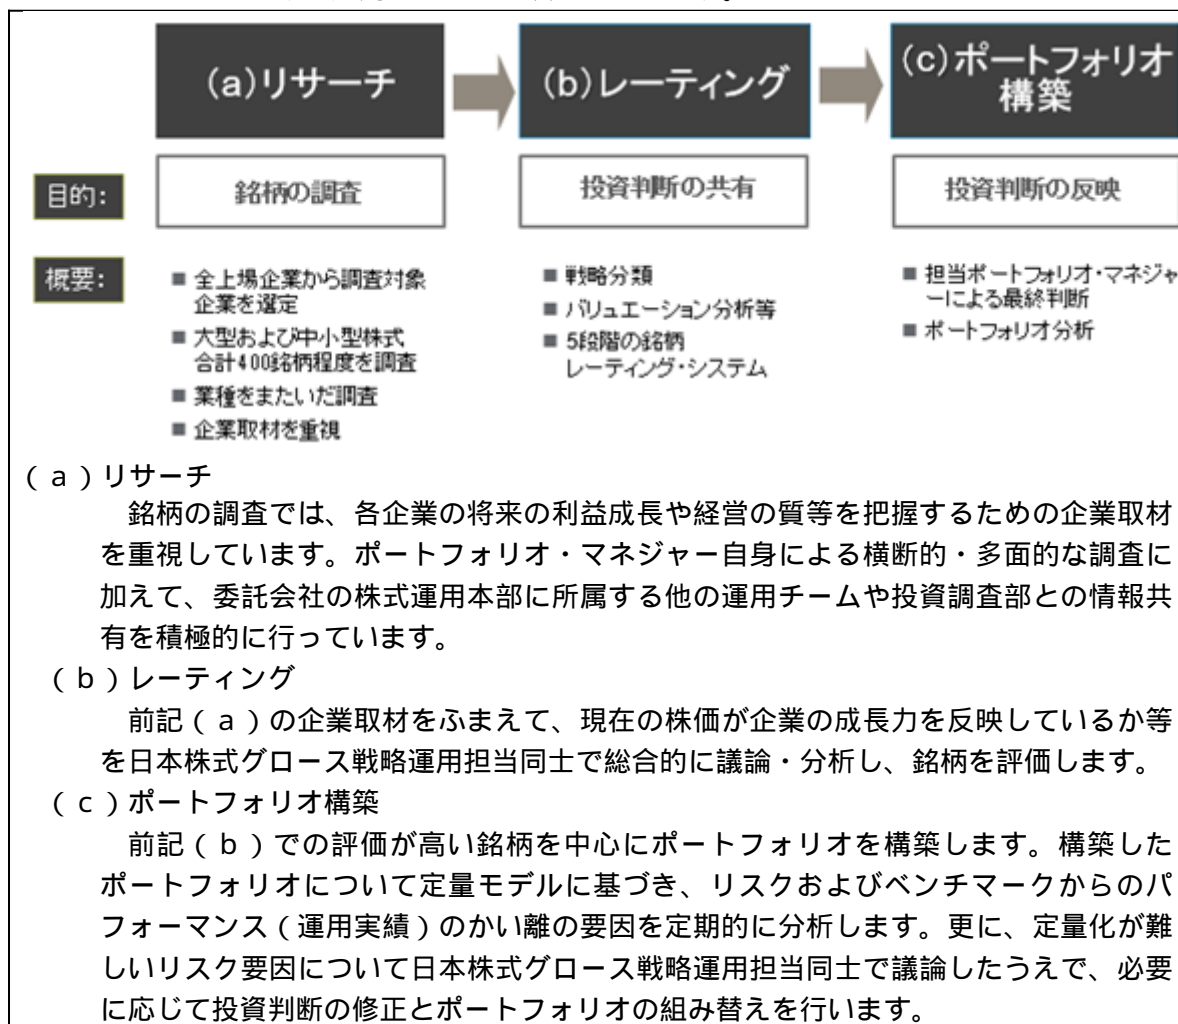 (a)リサーチ
(b)レーティング
(c)ポートフォリオ
構築
目的:
銘柄の調査
投資判断の共有
投資判断の反映
概要:
■ 全上場企業から調査対象
企業を選定
■ 大型および中小型株式
合計400銘柄程度を調査
■ 業種をまたいだ調査
■ 企業取材を重視
■ 戦略分類
■ バリュエーション分析等
■ 5段階の銘柄
レーティング・システム
■ 担当ポートフォリオ・マネジャ
ーによる最終判断
■ ポートフォリオ分析
(a)リサーチ
銘柄の調査では、各企業の将来の利益成長や経営の質等を把握するための企業取材
を重視しています。ポートフォリオ・マネジャー自身による横断的・多面的な調査に
加えて、委託会社の株式運用本部に所属する他の運用チームや投資調査部との情報共
有を積極的に行っています。
(b)レーティング
前記(a)の企業取材をふまえて、現在の株価が企業の成長力を反映しているか等
を日本株式グロース戦略運用担当同士で総合的に議論・分析し、銘柄を評価します。
(c)ポートフォリオ構築
前記(b)での評価が高い銘柄を中心にポートフォリオを構築します。構築した
ポートフォリオについて定量モデルに基づき、リスクおよびベンチマークからのパ
フォーマンス(運用実績)のかい離の要因を定期的に分析します。更に、定量化が難
しいリスク要因について日本株式グロース戦略運用担当同士で議論したうえで、必要
に応じて投資判断の修正とポートフォリオの組み替えを行います。